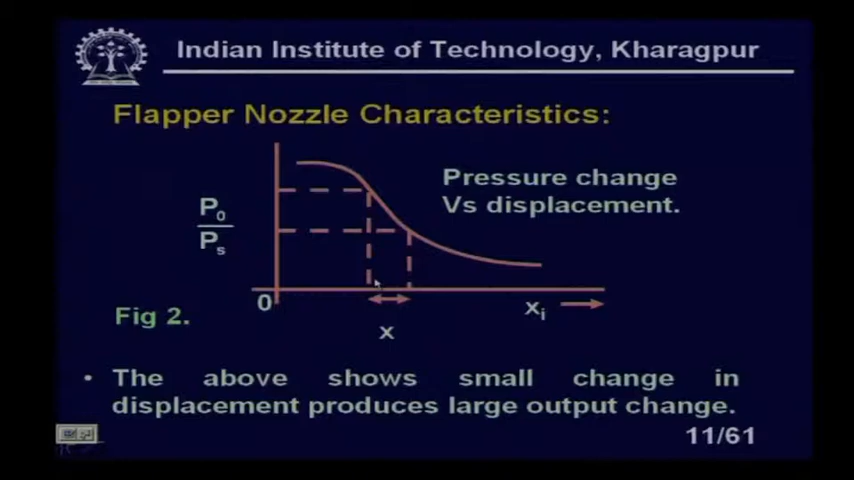 Indian Institute of Technology, Kharagpur
Flapper Nozzle Characteristics:
Pressure change
Vs displacement.
P0
Ps
0
xi
x
Fig 2.
• The above shows small change in
displacement produces large output change.
11/61